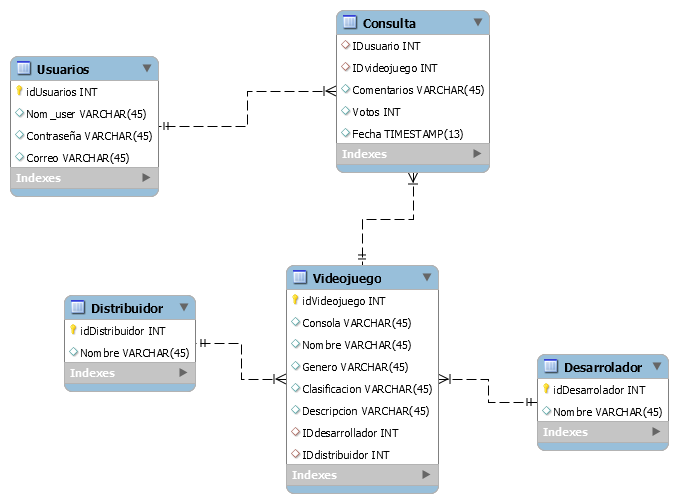 Consulta
IDusuario INT
IDvideojuego INT
Comentarios VARCHAR(45)
Votos INT
Fecha TIMESTAMP(13)
Indexes
Usuarios
idUsuarios INT
Nom_user VARCHAR(45)
Contraseña VARCHAR(45)
Correo VARCHAR(45)
Indexes
Videojuego
idVideojuego INT
Consola VARCHAR(45)
Nombre VARCHAR(45)
Genero VARCHAR(45)
Clasificacion VARCHAR(45)
Descripcion VARCHAR(45)
IDdesarrollador INT
IDdistribuidor INT
Indexes
Distribuidor
idDistribuidor INT
Nombre VARCHAR(45)
Indexes
Desarrolador
idDesarrolador INT
Nombre VARCHAR(45)
Indexes